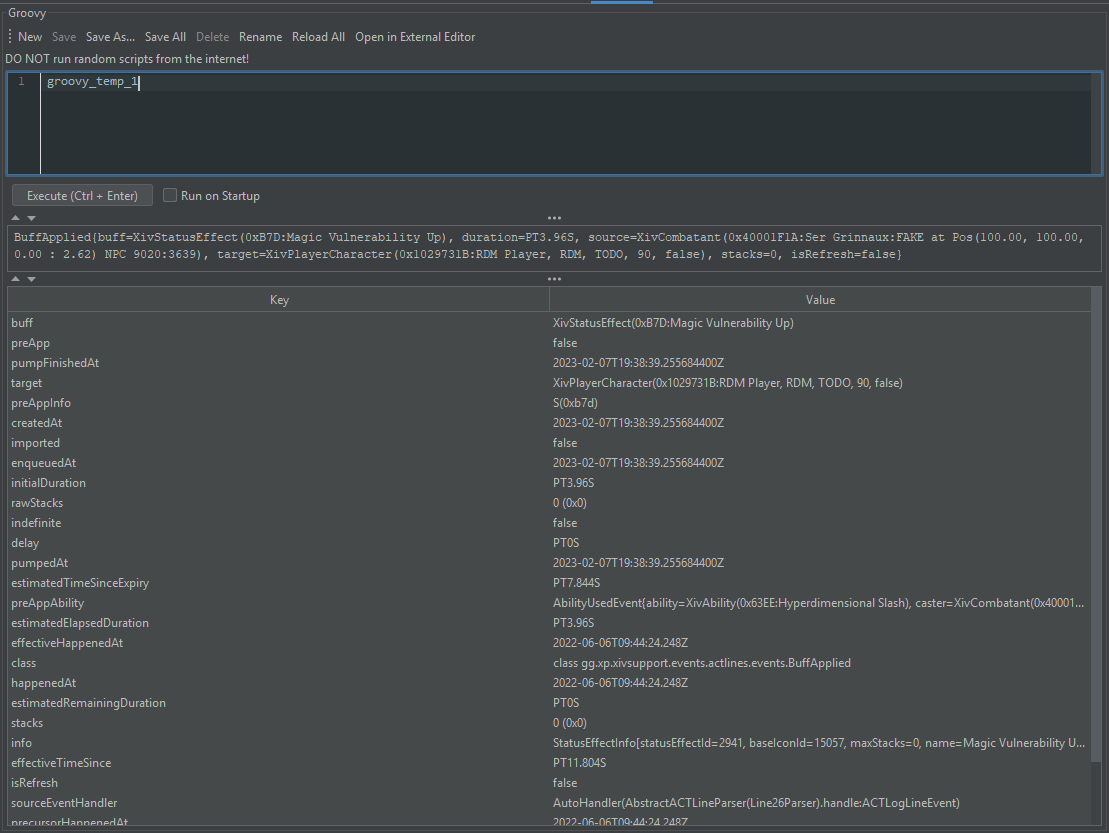 Groovy
New Save Save As... Save All Delete Rename Reload All Open in External Editor
DO NOT run random scripts from the internet!
1 groovy_temp_1
Execute (Ctrl + Enter) Run on Startup
BuffApplied{buff=XivStatusEffect(0xB7D:Magic Vulnerability Up), duration=PT3.96S, source=XivCombatant(0x40001F1A:Ser Grinnaux:FAKE at Pos(100.00, 100.00,
0.00 : 2.62) NPC 9020:3639), target=XivPlayerCharacter(0x1029731B:RDM Player, RDM, TODO, 90, false), stacks=0, isRefresh=false}
Key Value
buff XivStatusEffect(0xB7D:Magic Vulnerability Up)
preApp false
pumpFinishedAt 2023-02-07T19:38:39.255684400Z
target XivPlayerCharacter(0x1029731B:RDM Player, RDM, TODO, 90, false)
preAppInfo S(0xb7d)
createdAt 2023-02-07T19:38:39.255684400Z
imported false
enqueuedAt 2023-02-07T19:38:39.255684400Z
initialDuration PT3.96S
rawStacks 0 (0x0)
indefinite false
delay PT0S
pumpedAt 2023-02-07T19:38:39.255684400Z
estimatedTimeSinceExpiry PT7.844S
preAppAbility AbilityUsedEvent{ability=XivAbility(0x63EE:Hyperdimensional Slash), caster=XivCombatant(0x40001...
estimatedElapsedDuration PT3.96S
effectiveHappenedAt 2022-06-06T09:44:24.248Z
class class gg.xp.xivsupport.events.actlines.events.BuffApplied
happenedAt 2022-06-06T09:44:24.248Z
estimatedRemainingDuration PT0S
stacks 0 (0x0)
info StatusEffectInfo[statusEffectId=2941, baseIconId=15057, maxStacks=0, name=Magic Vulnerability U...
effectiveTimeSince PT11.804S
isRefresh false
sourceEventHandler AutoHandler(AbstractACTLineParser(Line26Parser).handle:ACTLogLineEvent)
precursorHappenedAt 2022-06-06T09:44:24.248Z